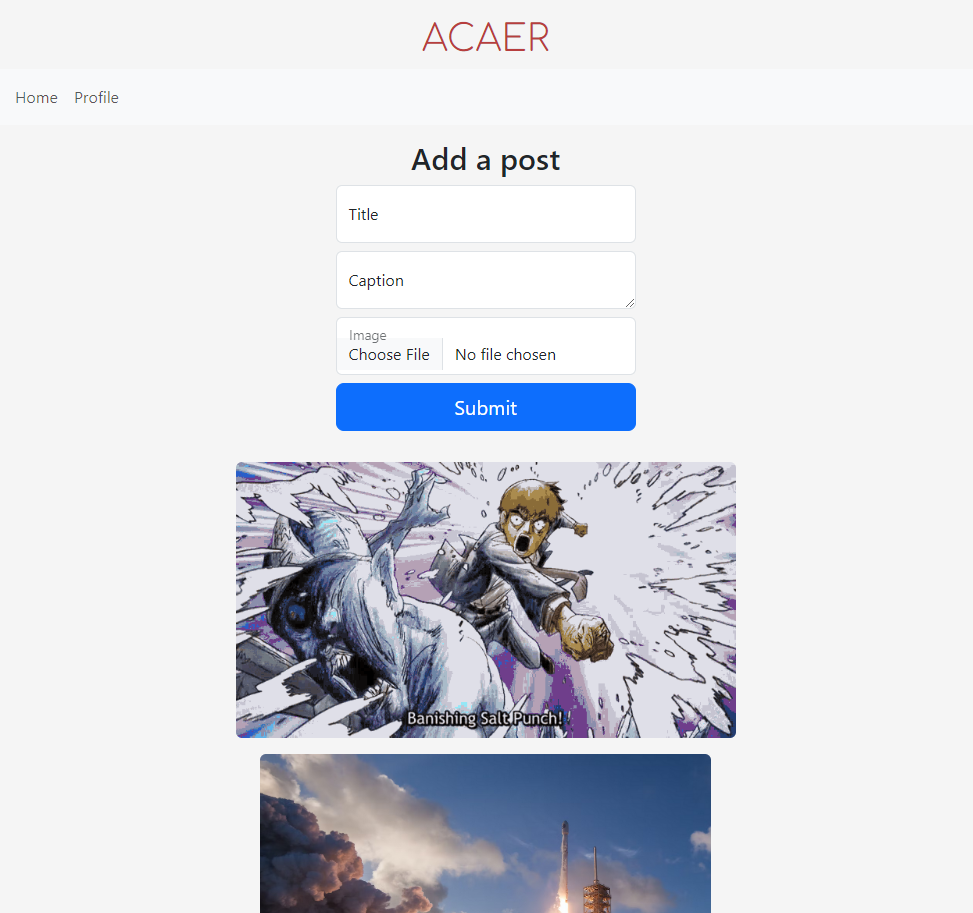 ACAER
Home Profile
Add a post
Title
Caption
Image
Choose File No file chosen
Submit
Banishing Salt Punch!